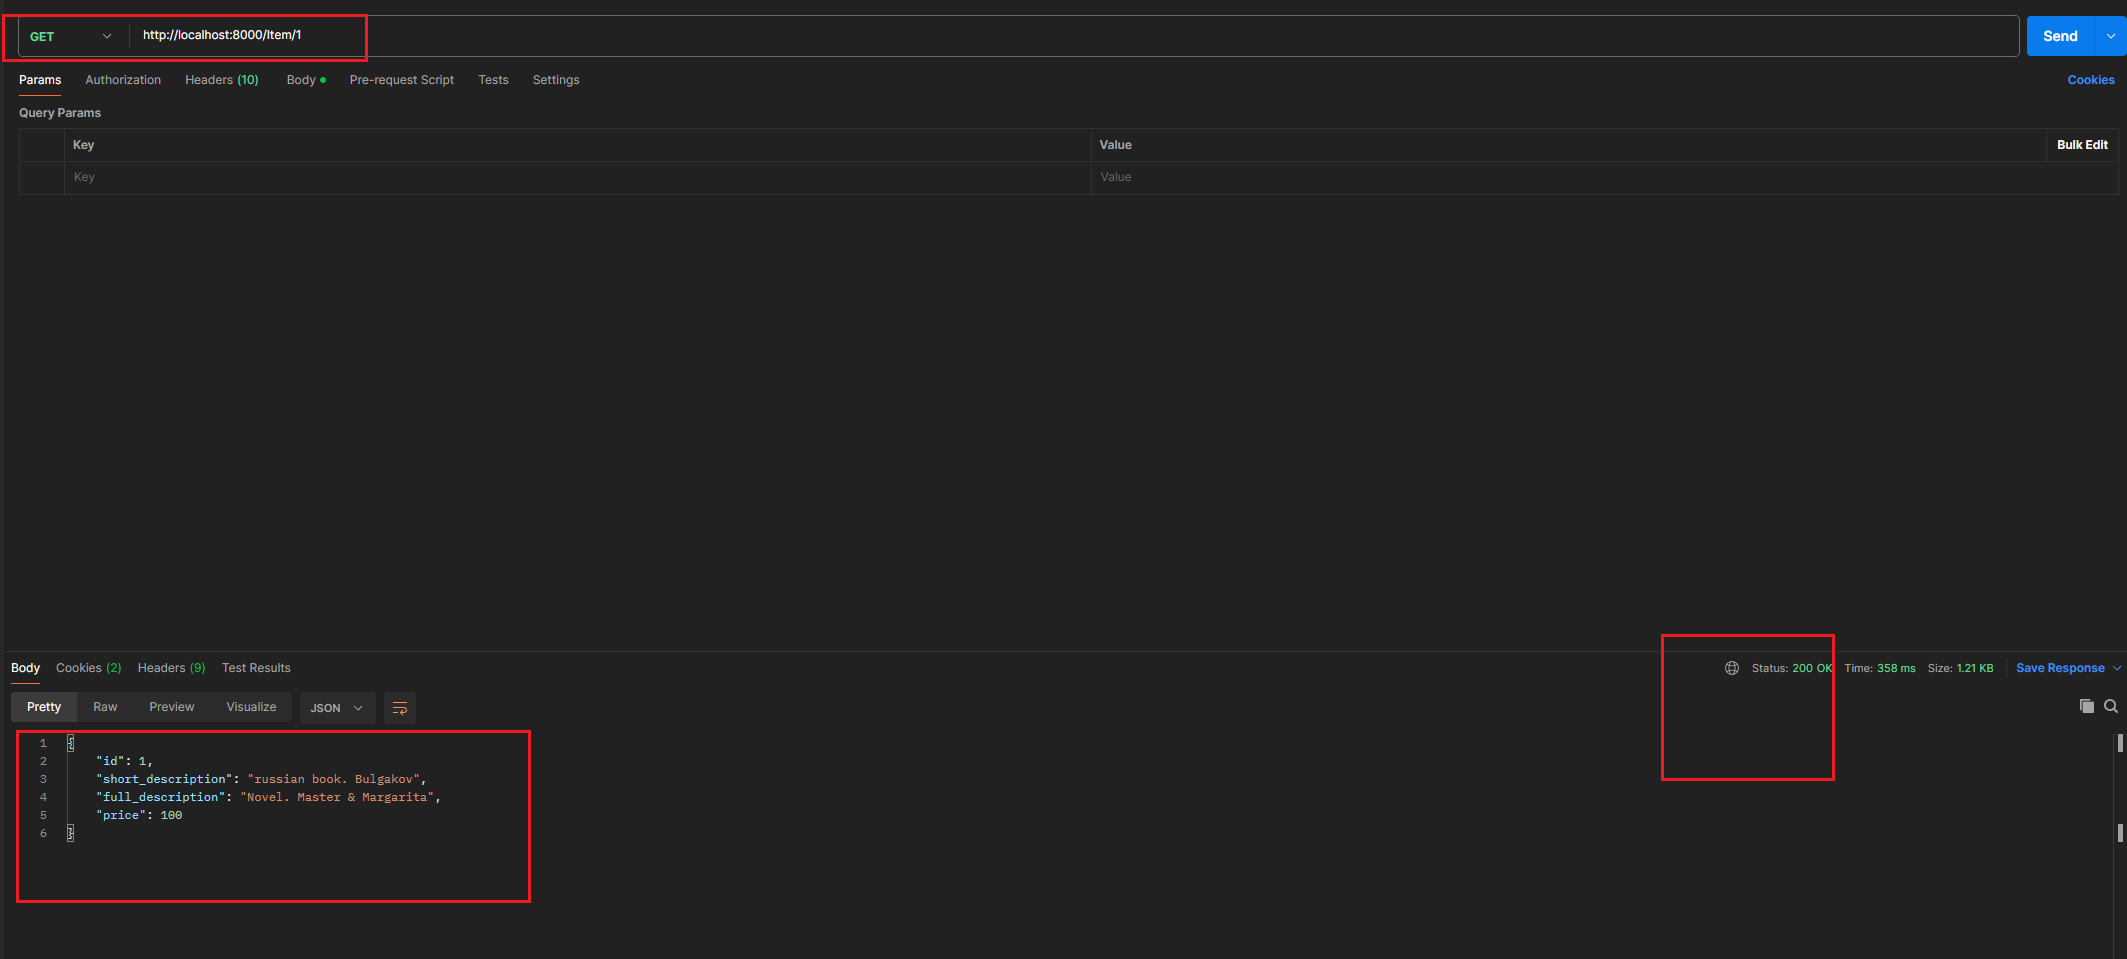 GET http://localhost:8000/Item/1 Send
Params Authorization Headers (10) Body Pre-request Script Tests Settings Cookies
Query Params
Key Value Bulk Edit
Key Value
Body Cookies (2) Headers (9) Test Results Status: 200 OK Time: 358 ms Size: 1.21 KB Save Response
Pretty Raw Preview Visualize JSON
1 {
2 "id": 1,
3 "short_description": "russian book. Bulgakov",
4 "full_description": "Novel. Master & Margarita",
5 "price": 100
6 }